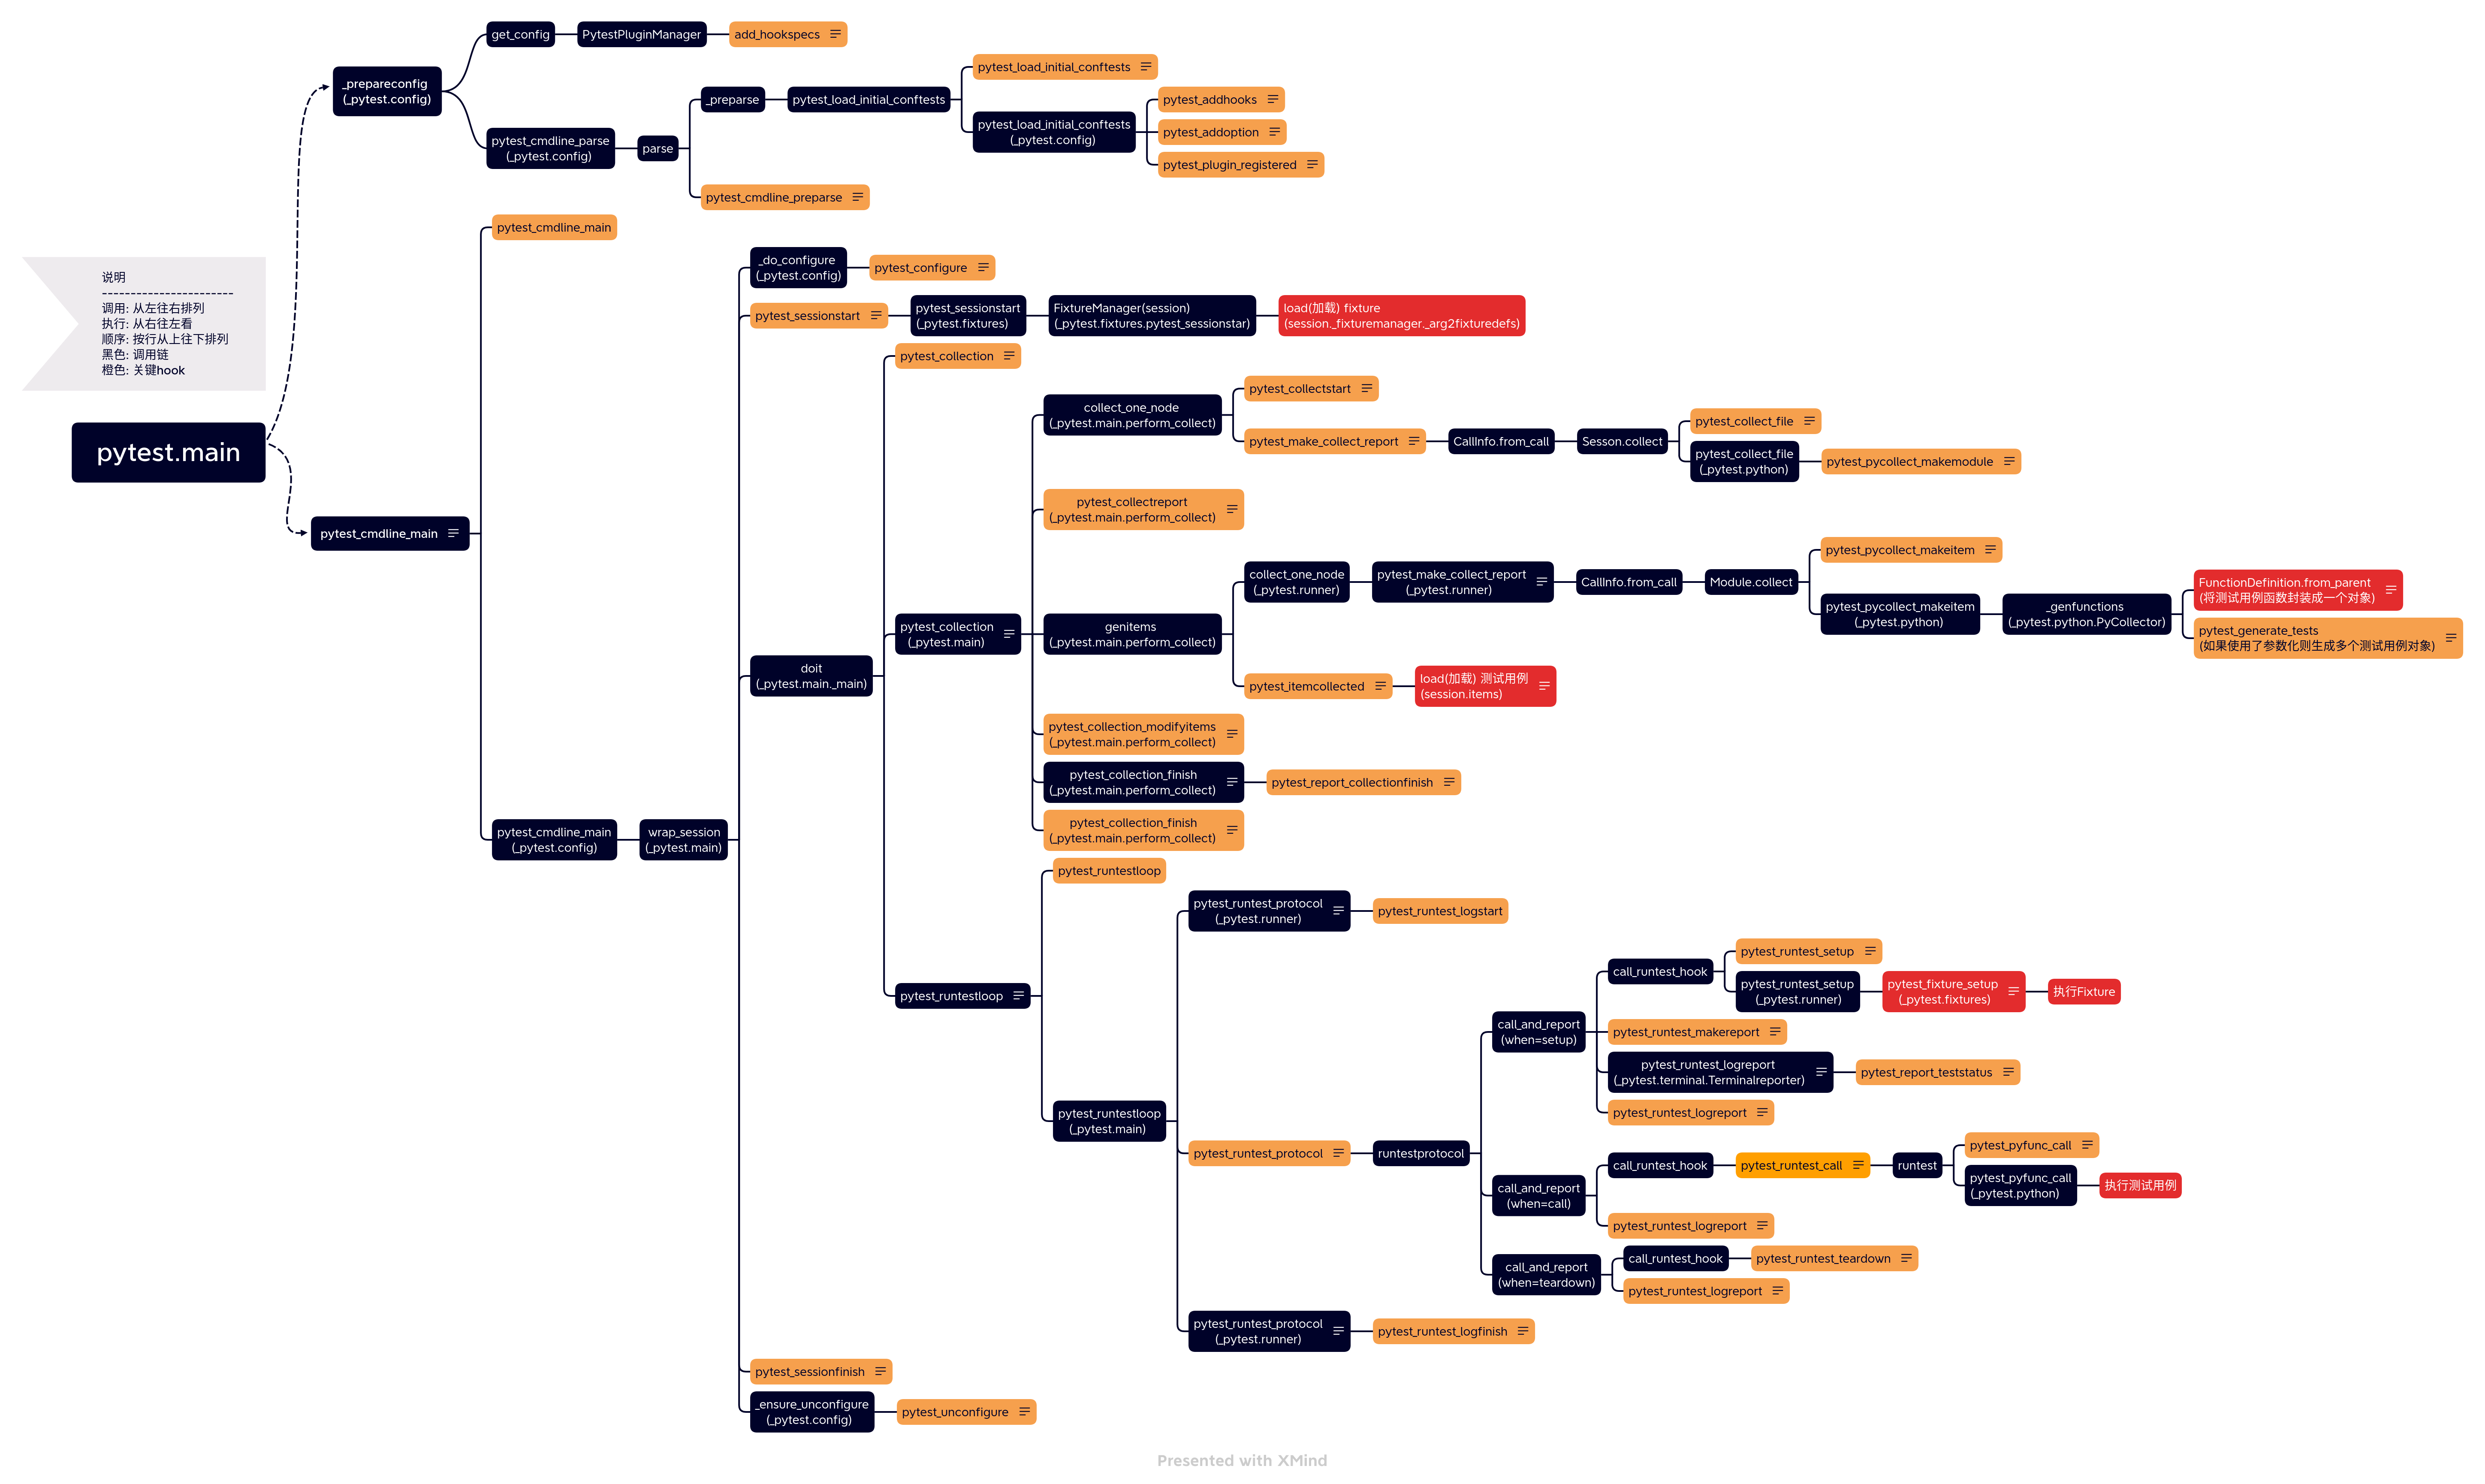 get_config
PytestPluginManager
add_hookspecs
_prepareconfig
(_pytest.config)
pytest_load_initial_conftests
_preparse
pytest_load_initial_conftests
pytest_load_initial_conftests
(_pytest.config)
pytest_addhooks
pytest_addoption
pytest_plugin_registered
pytest_cmdline_parse
(_pytest.config)
parse
pytest_cmdline_preparse
pytest_cmdline_main
说明
-----------------------
调用: 从左往右排列
执行: 从右往左看
顺序: 按行从上往下排列
黑色: 调用链
橙色: 关键hook
pytest.main
pytest_cmdline_main
_do_configure
(_pytest.config)
pytest_configure
pytest_sessionstart
pytest_sessionstart
(_pytest.fixtures)
FixtureManager(session)
(_pytest.fixtures.pytest_sessionstar)
load(加载) fixture
(session._fixturemanager._arg2fixturedefs)
pytest_collection
collect_one_node
(_pytest.main.perform_collect)
pytest_collectstart
pytest_make_collect_report
CallInfo.from_call
Sesson.collect
pytest_collect_file
pytest_collect_file
(_pytest.python)
pytest_pycollect_makemodule
pytest_collectreport
(_pytest.main.perform_collect)
pytest_collection
(_pytest.main)
genitems
(_pytest.main.perform_collect)
collect_one_node
(_pytest.runner)
pytest_make_collect_report
(_pytest.runner)
CallInfo.from_call
Module.collect
pytest_pycollect_makeitem
pytest_pycollect_makeitem
(_pytest.python)
_genfunctions
(_pytest.python.PyCollector)
FunctionDefinition.from_parent
(将测试用例函数封装成一个对象)
pytest_generate_tests
(如果使用了参数化则生成多个测试用例对象)
doit
(_pytest.main._main)
pytest_itemcollected
load(加载) 测试用例
(session.items)
pytest_collection_modifyitems
(_pytest.main.perform_collect)
pytest_collection_finish
(_pytest.main.perform_collect)
pytest_report_collectionfinish
pytest_collection_finish
(_pytest.main.perform_collect)
pytest_cmdline_main
(_pytest.config)
wrap_session
(_pytest.main)
pytest_runtestloop
pytest_runtest_protocol
(_pytest.runner)
pytest_runtest_logstart
pytest_runtestloop
call_runtest_hook
pytest_runtest_setup
pytest_runtest_setup
(_pytest.runner)
pytest_fixture_setup
(_pytest.fixtures)
执行Fixture
call_and_report
(when=setup)
pytest_runtest_makereport
pytest_runtest_logreport
(_pytest.terminal.Terminalreporter)
pytest_report_teststatus
pytest_runtest_logreport
pytest_runtestloop
(_pytest.main)
pytest_runtest_protocol
runtestprotocol
call_and_report
(when=call)
call_runtest_hook
pytest_runtest_call
runtest
pytest_pyfunc_call
pytest_pyfunc_call
(_pytest.python)
执行测试用例
pytest_runtest_logreport
call_and_report
(when=teardown)
call_runtest_hook
pytest_runtest_teardown
pytest_runtest_logreport
pytest_runtest_protocol
(_pytest.runner)
pytest_runtest_logfinish
pytest_sessionfinish
_ensure_unconfigure
(_pytest.config)
pytest_unconfigure
Presented with XMind